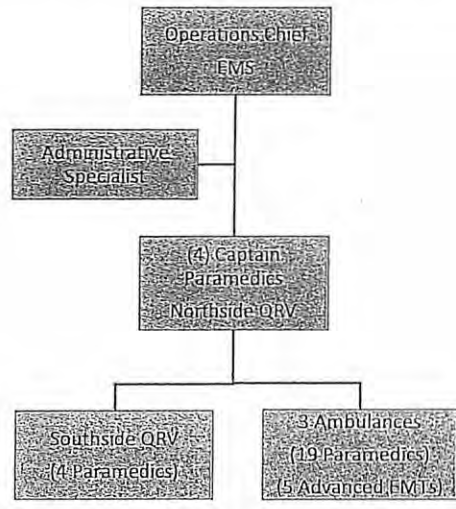 Operations Chief
EMS
Administrative
Specialist
(4) Captain
Paramedics
Northside QRV
Southside QRV
(4 Paramedics)
3 Ambulances
(19 Paramedics)
(5 Advanced EMTs)